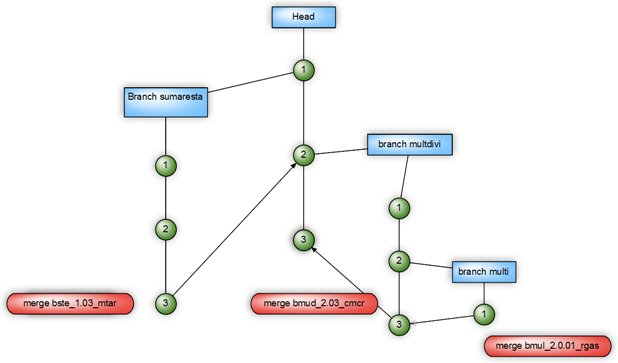 Head
1
Branch sumaresta
2
branch multdivi
1
1
2
3
2
branch multi
merge bste_1.03_mtar
3
merge bmud_2.03_cmcr
3
1
merge bmul_2.0.01_rgas